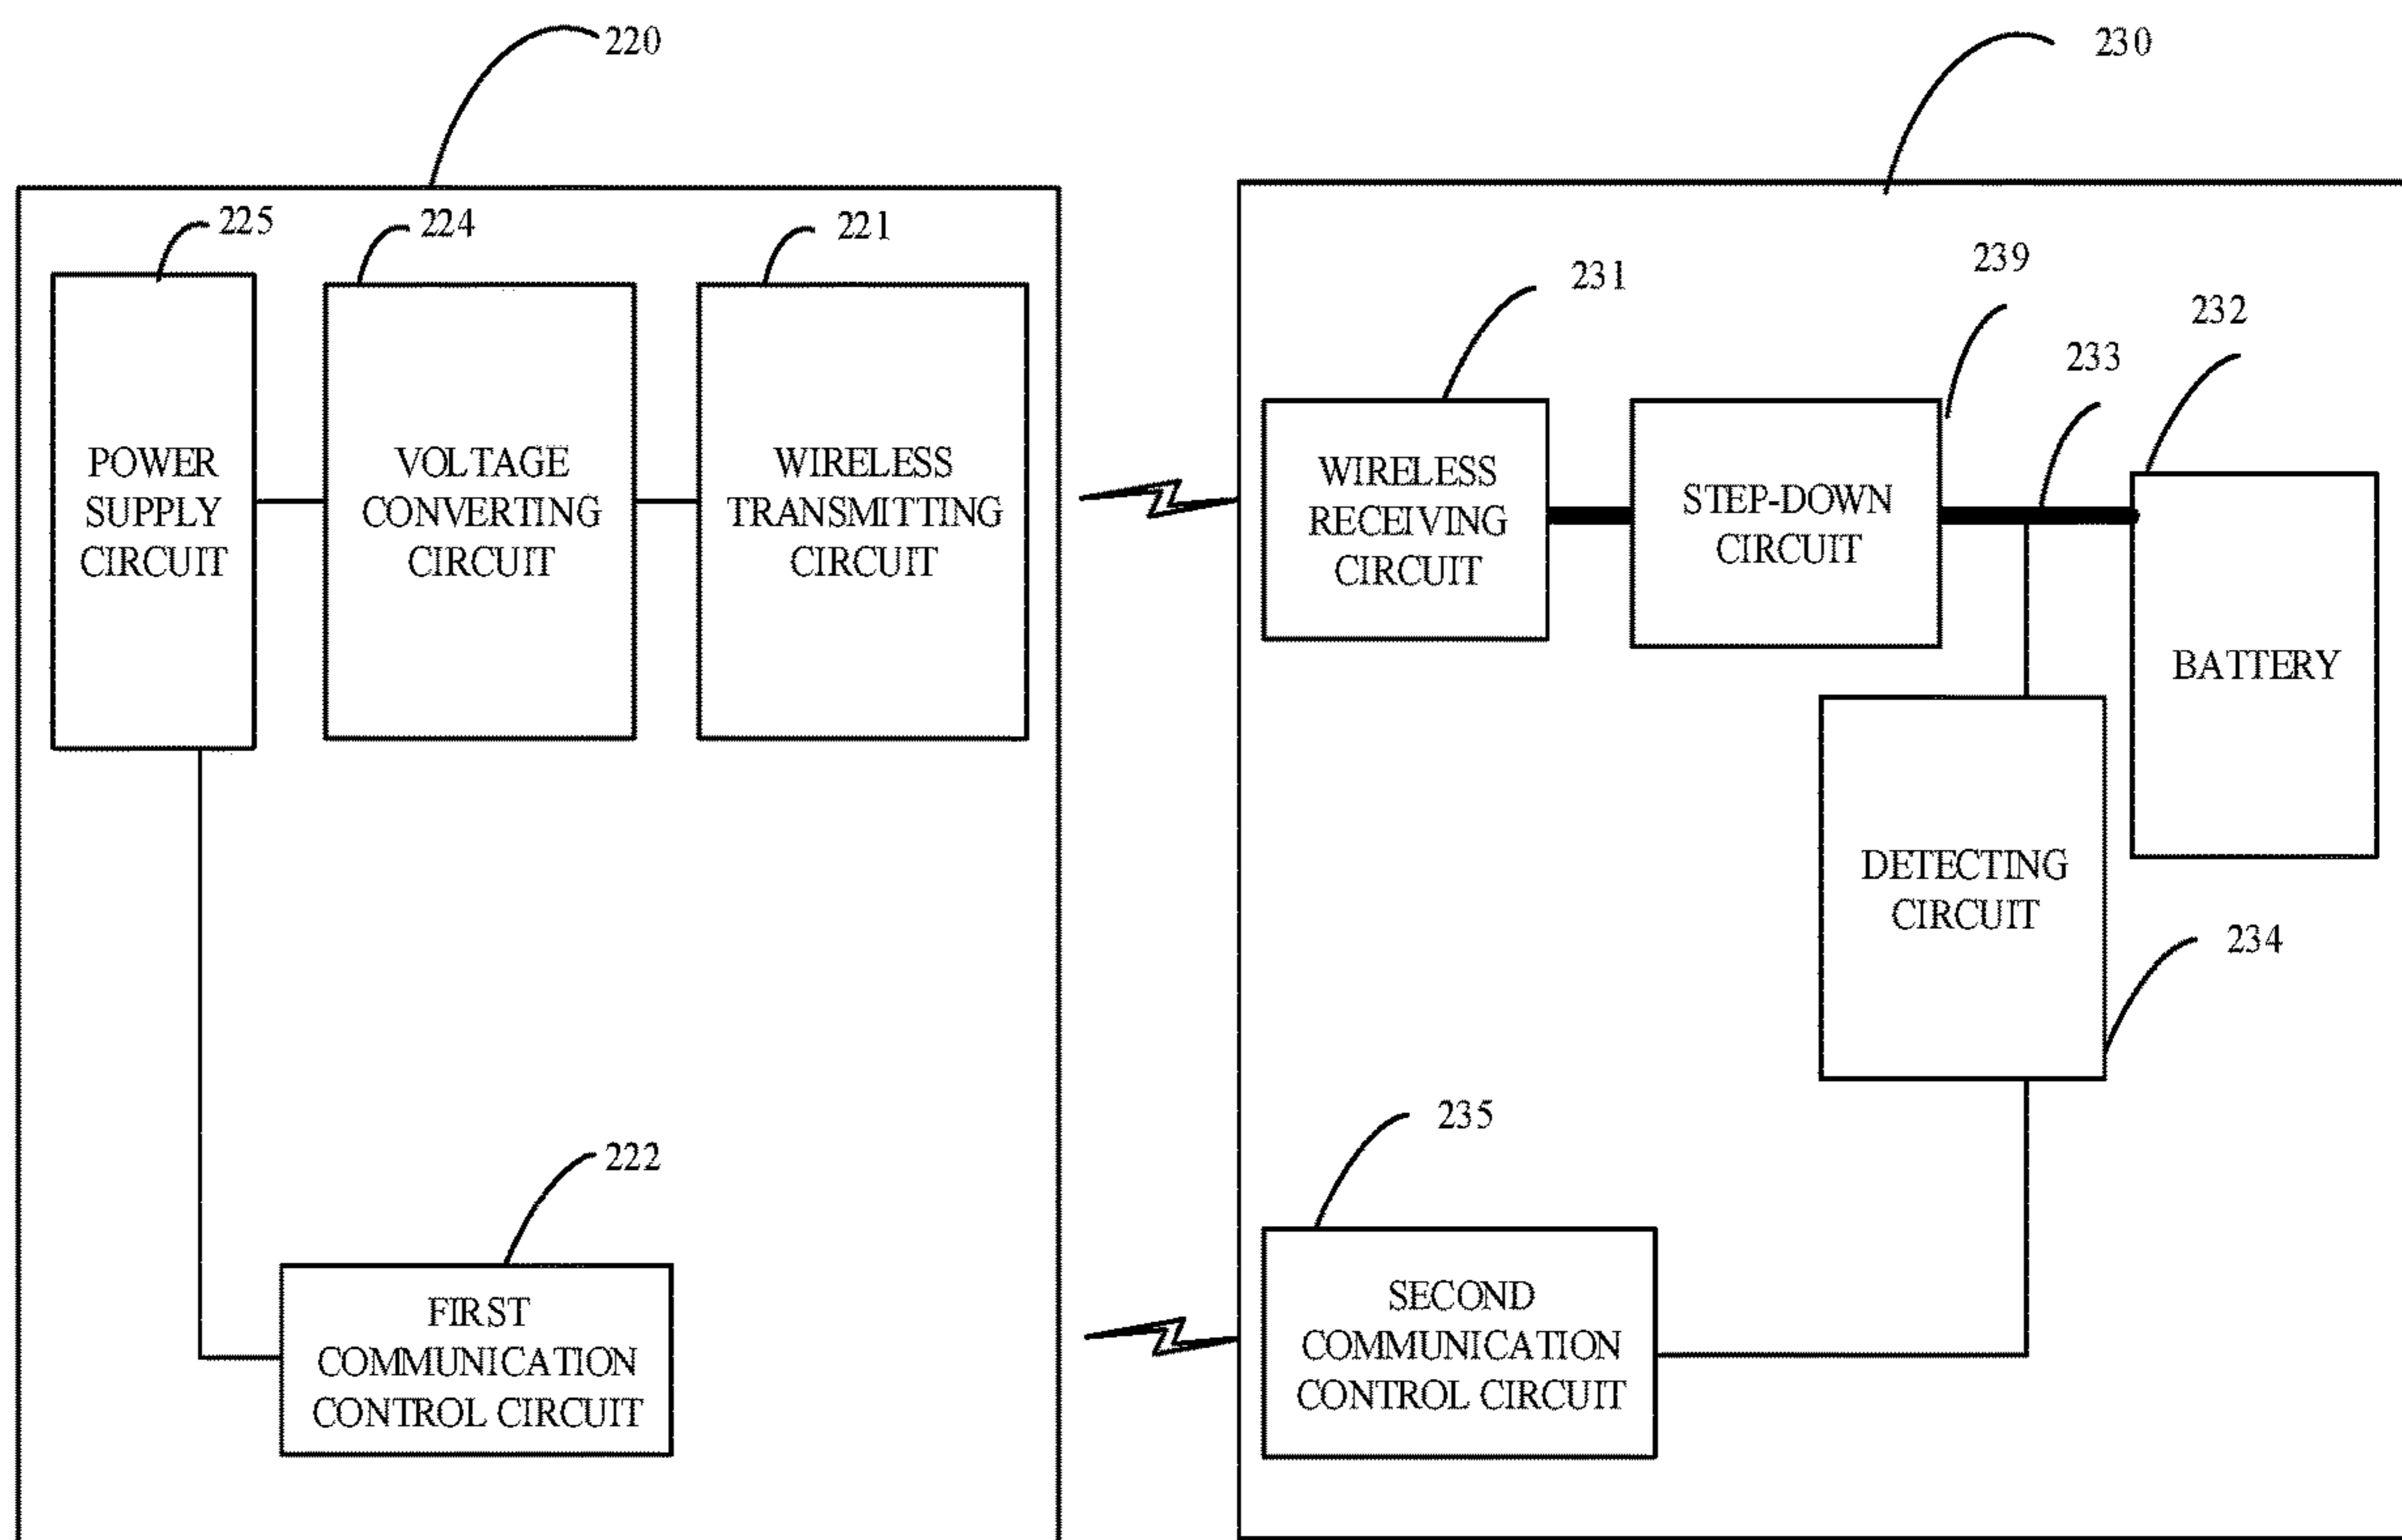 220
230
225
224
221
231
239
233
232
POWER
SUPPLY
CIRCUIT
VOLTAGE
CONVERTING
CIRCUIT
WIRELESS
TRANSMITTING
CIRCUIT
WIRELESS
RECEIVING
CIRCUIT
STEP-DOWN
CIRCUIT
BATTERY
DETECTING
CIRCUIT
234
235
222
FIRST
COMMUNICATION
CONTROL CIRCUIT
SECOND
COMMUNICATION
CONTROL CIRCUIT